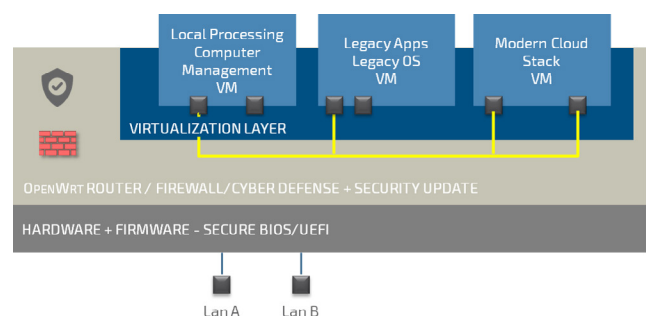 Local Processing
Computer
Management
VM
Legacy Apps
Legacy OS
VM
Modern Cloud
Stack
VM
VIRTUALIZATION LAYER
OpenWrt ROUTER / FIREWALL/CYBER DEFENSE + SECURITY UPDATE
HARDWARE + FIRMWARE - SECURE BIOS/UEFI
Lan A
Lan B